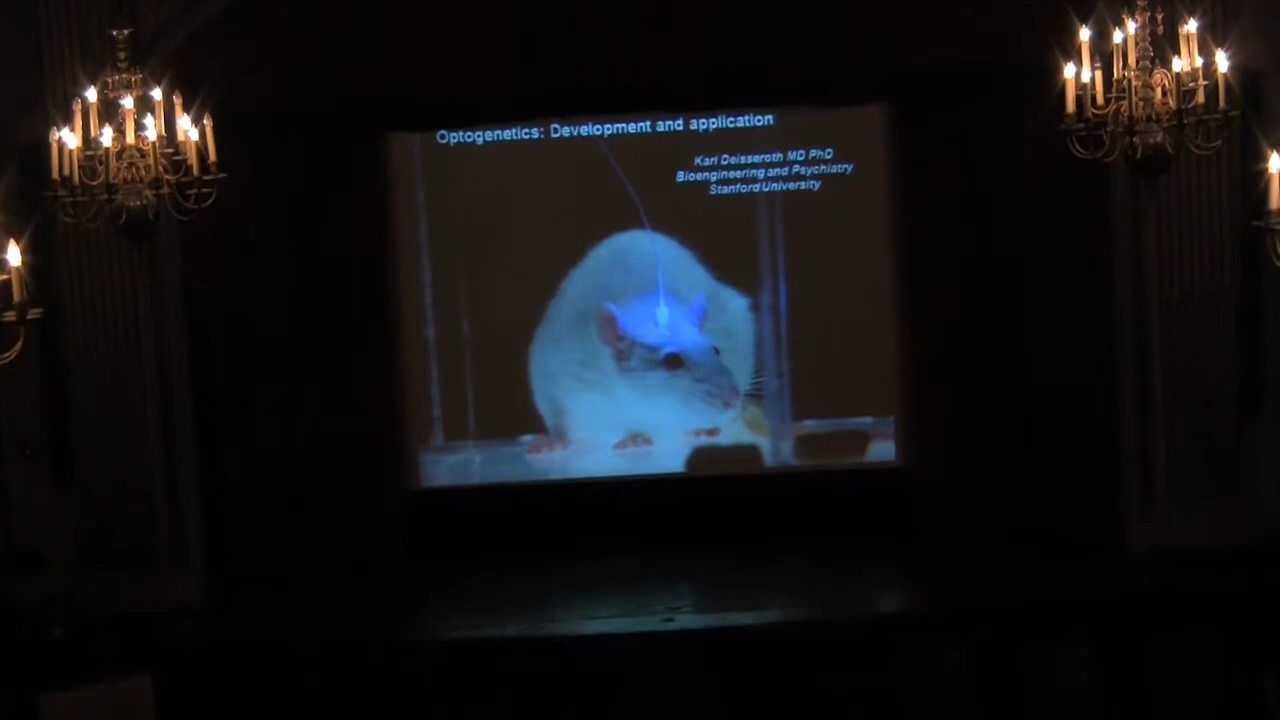 Optogenetics: Development and application
Karl Deisseroth MD PhD
Bioengineering and Psychiatry
Stanford University